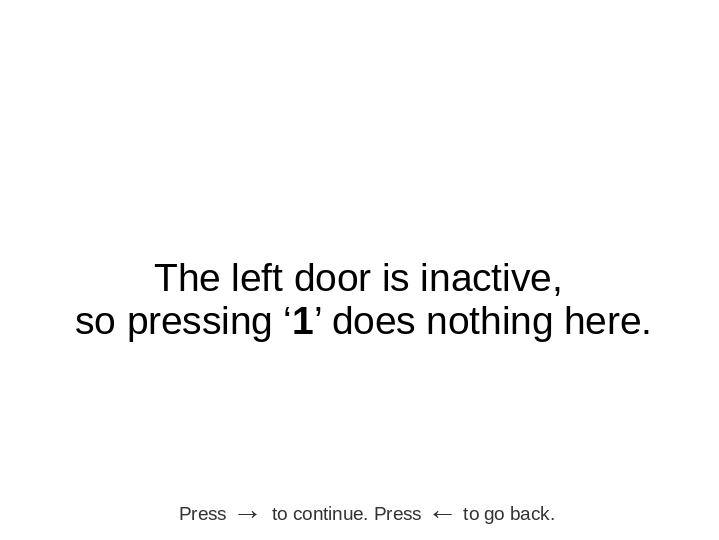 The left door is inactive,
so pressing ‘1’ does nothing here.
Press → to continue. Press ← to go back.